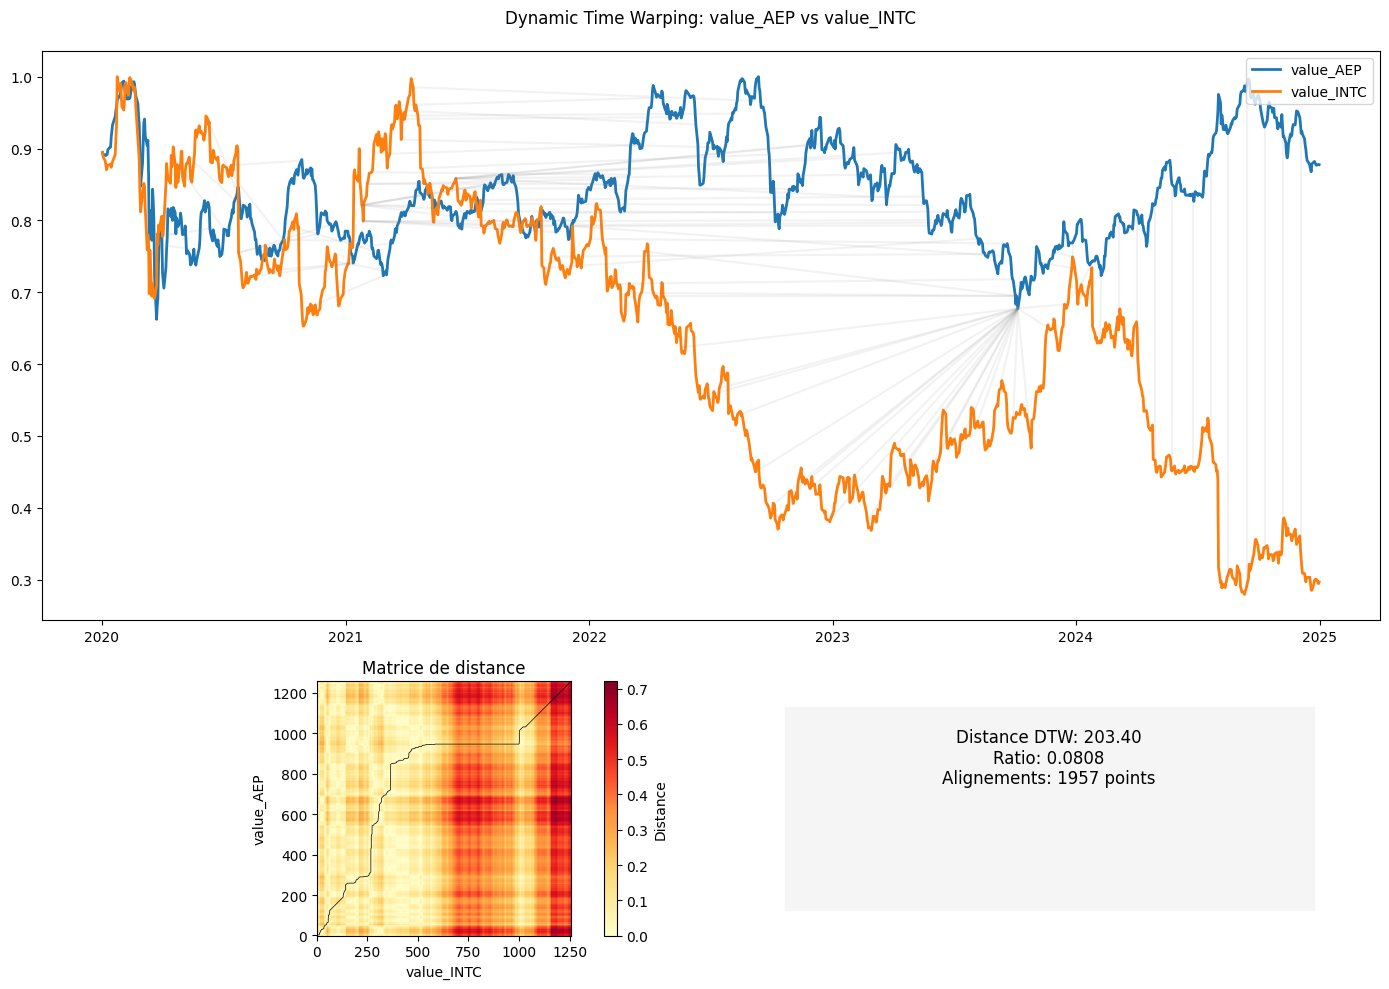 Dynamic Time Warping: value_AEP vs value_INTC
value_AEP
value_INTC
1.0
0.9
0.8
0.7
0.6
0.5
0.4
0.3
2020 2021 2022 2023 2024 2025
Matrice de distance
value_AEP
1200
1000
800
600
400
200
0
0 250 500 750 1000 1250
value_INTC
0.7
0.6
0.5
0.4
0.3
0.2
0.1
0.0
Distance
Distance DTW: 203.40
Ratio: 0.0808
Alignements: 1957 points